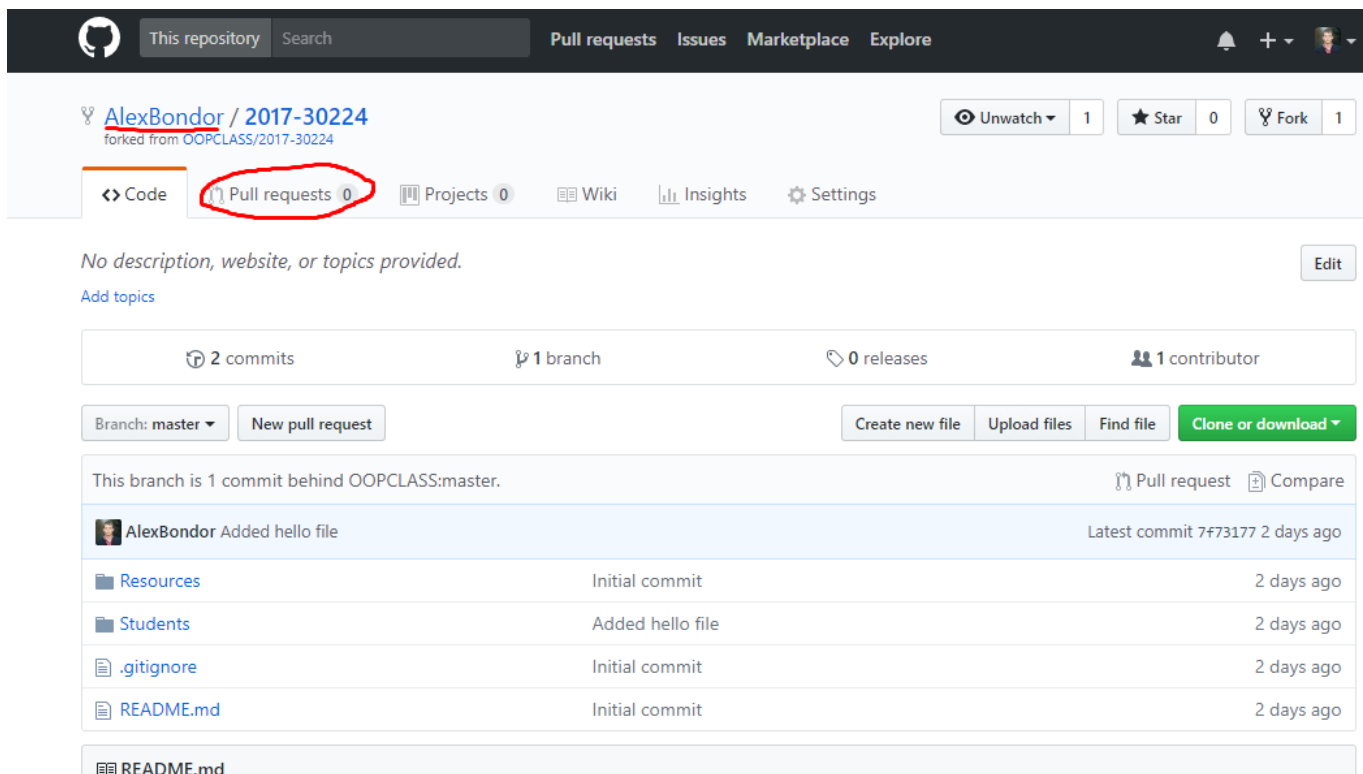 This repository Search Pull requests Issues Marketplace Explore
AlexBondor / 2017-30224 Unwatch 1 Star 0 Fork 1
forked from OOPCLASS/2017-30224
Code Pull requests 0 Projects 0 Wiki Insights Settings
No description, website, or topics provided. Edit
Add topics
2 commits 1 branch 0 releases 1 contributor
Branch: master New pull request Create new file Upload files Find file Clone or download
This branch is 1 commit behind OOPCLASS:master. Pull request Compare
AlexBondor Added hello file Latest commit 7f73177 2 days ago
Resources Initial commit 2 days ago
Students Added hello file 2 days ago
.gitignore Initial commit 2 days ago
README.md Initial commit 2 days ago
README.md